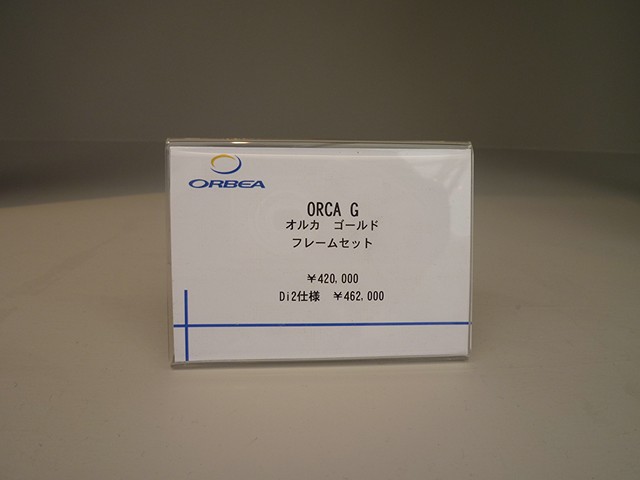 ORBEA
ORCA G
オルカ　ゴールド
フレームセット
￥420,000
Di2仕様　￥462,000